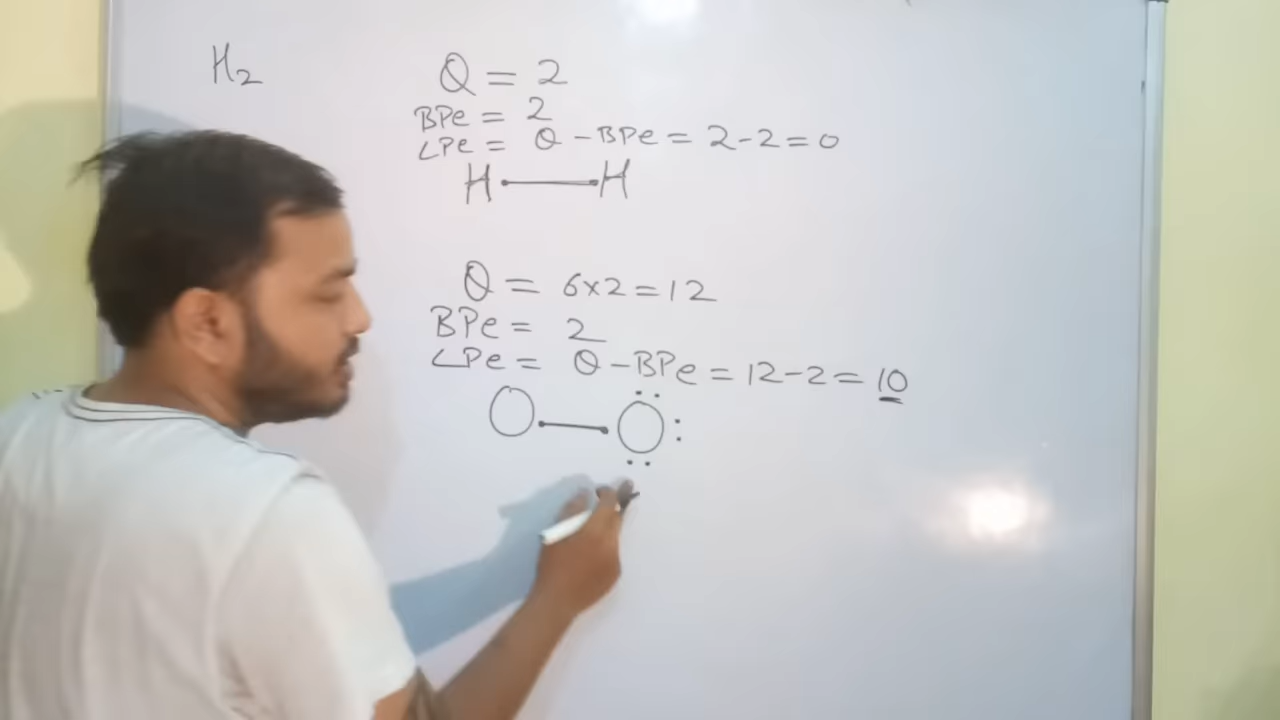 H₂
Q = 2
BPe = 2
LPe = Q - BPe = 2-2 = 0
H — H
Q = 6x2 = 12
BPe = 2
LPe = Q - BPe = 12-2 = 10
O — O